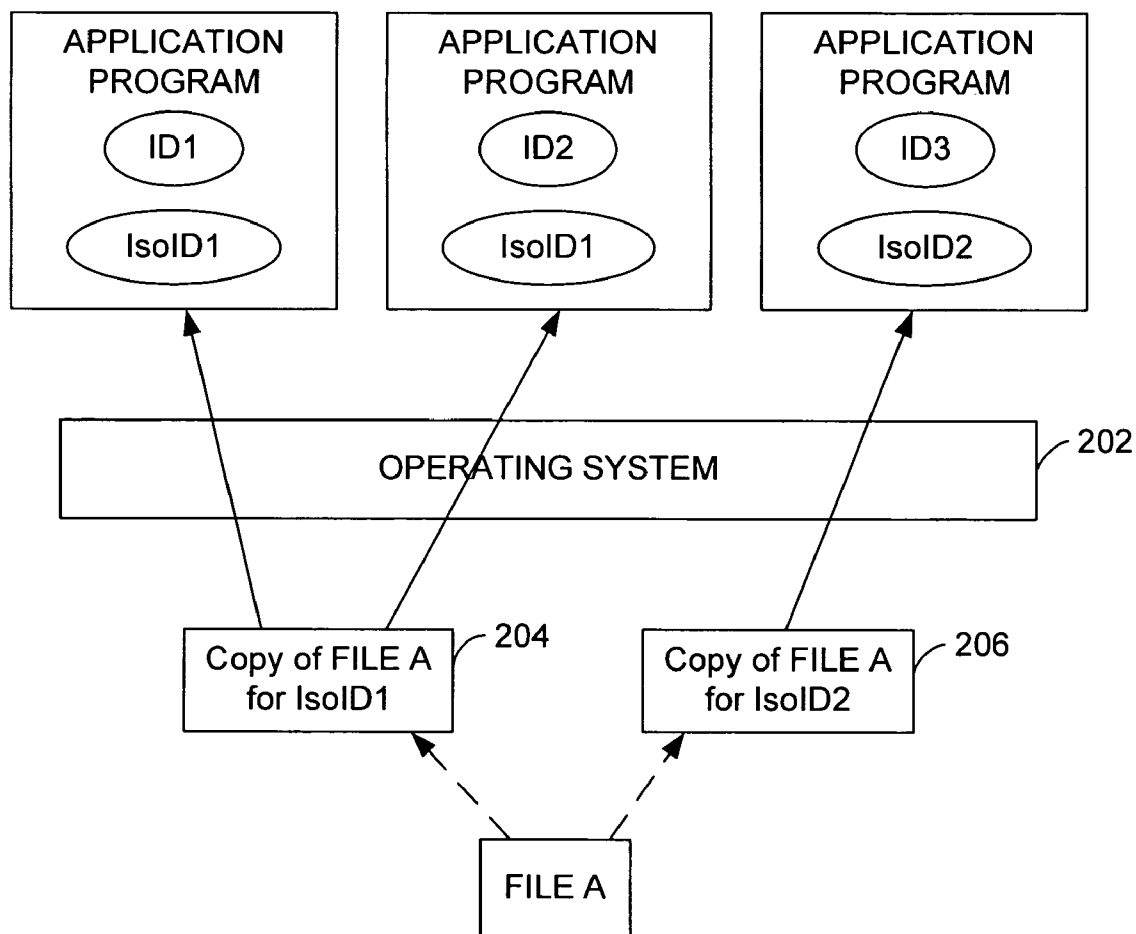 APPLICATION
PROGRAM
ID1
IsoID1
APPLICATION
PROGRAM
ID2
IsoID1
APPLICATION
PROGRAM
ID3
IsoID2
OPERATING SYSTEM
202
Copy of FILE A
for IsoID1
204
Copy of FILE A
for IsoID2
206
FILE A